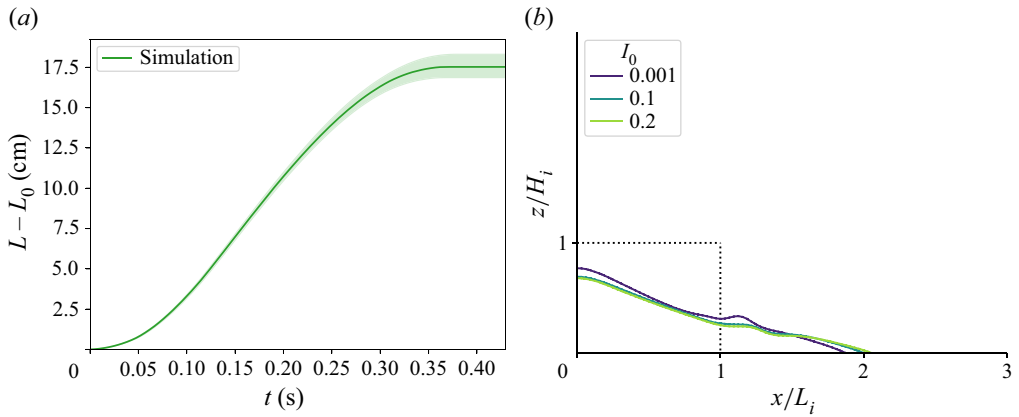 (a)
Simulation
17.5
15.0
12.5
10.0
7.5
5.0
2.5
0
0.05 0.10 0.15 0.20 0.25 0.30 0.35 0.40
L – L0 (cm)
t (s)
(b)
I0
0.001
0.1
0.2
z/Hi
1
0 1 2 3
x/Li